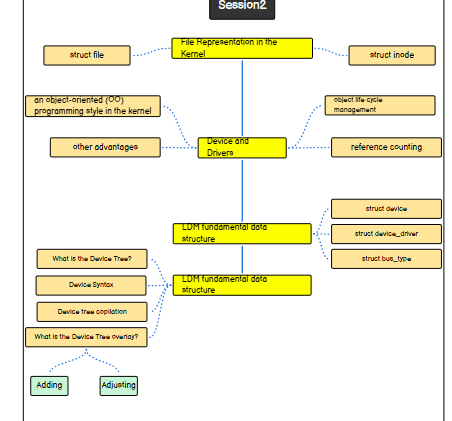 Session2
File Representation in the
Kernel
struct file
struct inode
an object-oriented (OO)
programming style in the kernel
object life cycle
management
Device and
Drivers
other advantages
reference counting
struct device
LDM fundamental data
structure
struct device_driver
struct bus_type
What is the Device Tree?
LDM fundamental data
structure
Device Syntax
Device tree copilation
What is the Device Tree overlay?
Adding
Adjusting